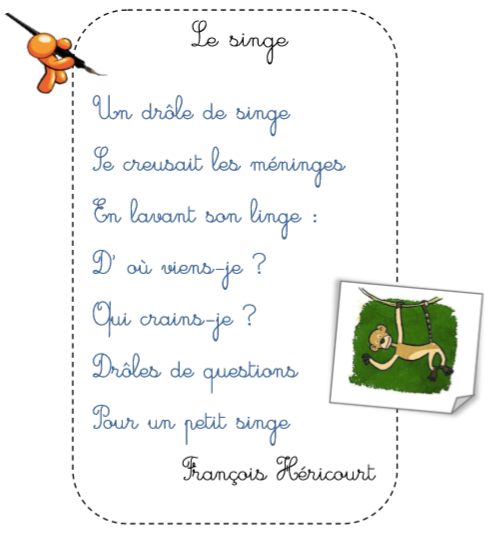 Le singe
Un drôle de singe
Se creusait les méninges
En lavant son linge :
D' où viens-je ?
Qui crains-je ?
Drôles de questions
Pour un petit singe
François Héricourt